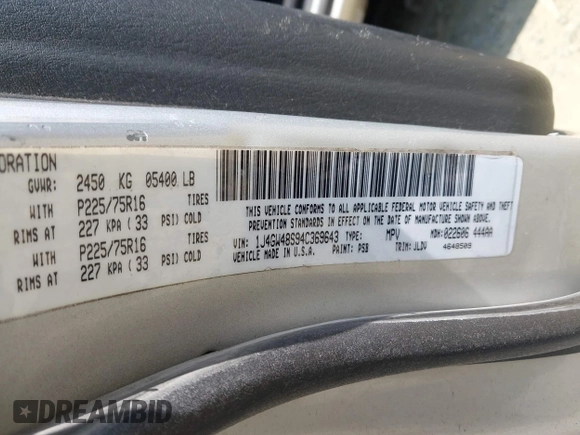 ORATION
GVWR: 2450 KG 05400 LB
WITH P225/75R16 TIRES
RIMS AT 227 KPA ( 33 PSI) COLD
WITH P225/75R16 TIRES
RIMS AT 227 KPA ( 33 PSI) COLD
THIS VEHICLE CONFORMS TO ALL APPLICABLE FEDERAL MOTOR VEHICLE SAFETY AND THEFT
PREVENTION STANDARDS IN EFFECT ON THE DATE OF MANUFACTURE SHOWN ABOVE.
VIN: 1J4GW48S94C369643 TYPE: MPV MDH: 022606 444AA
VEHICLE MADE IN U.S.A. PAINT: PSB TRIM: JLDV 4648509
DREAMBID